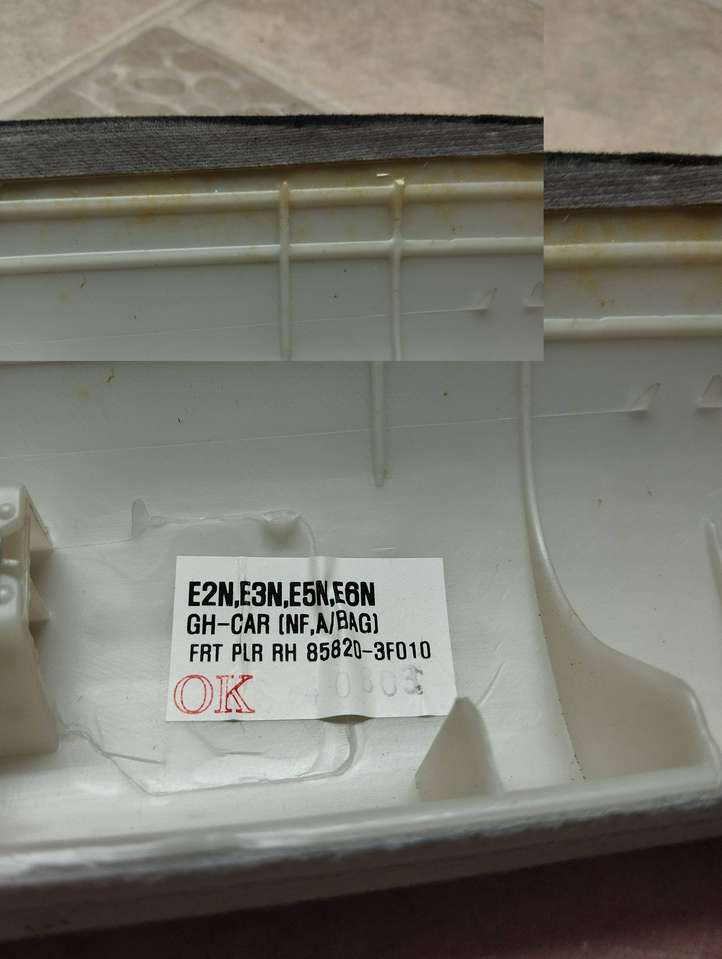 E2N,E3N,E5N,E6N
GH-CAR (NF,A/BAG)
FRT PLR RH 85820-3F010
OK